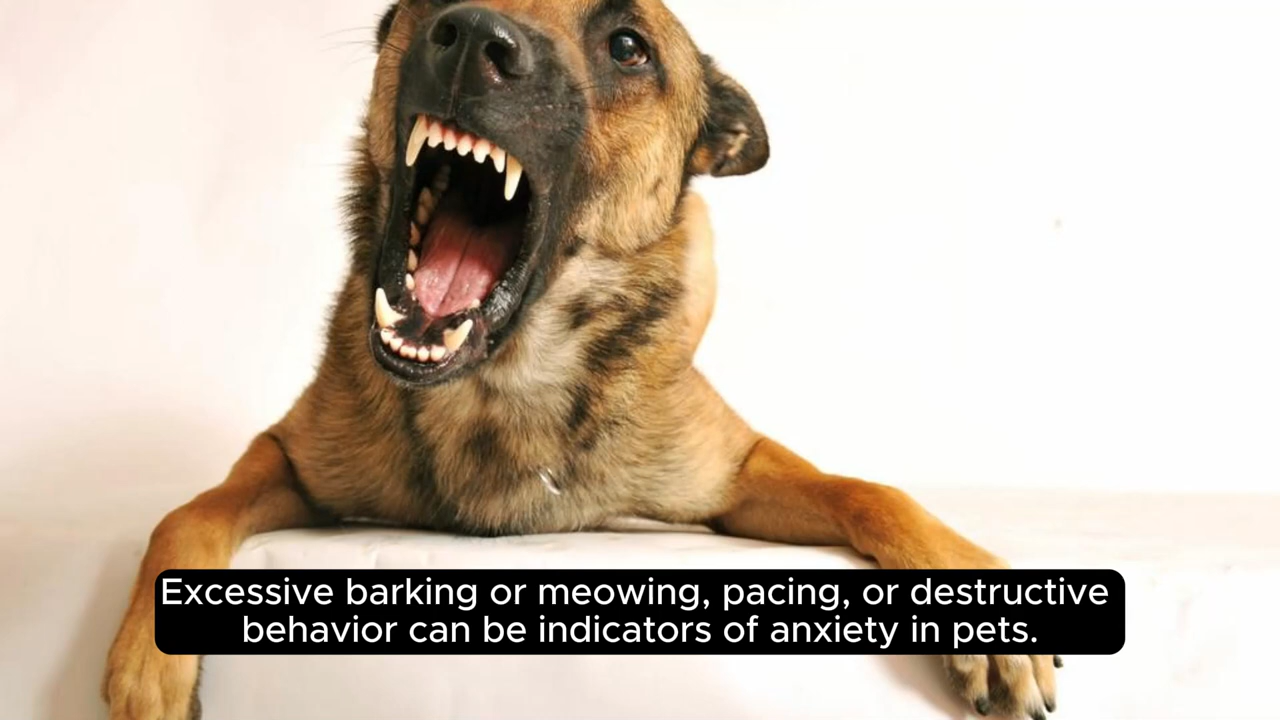 Excessive barking or meowing, pacing, or destructive
behavior can be indicators of anxiety in pets.